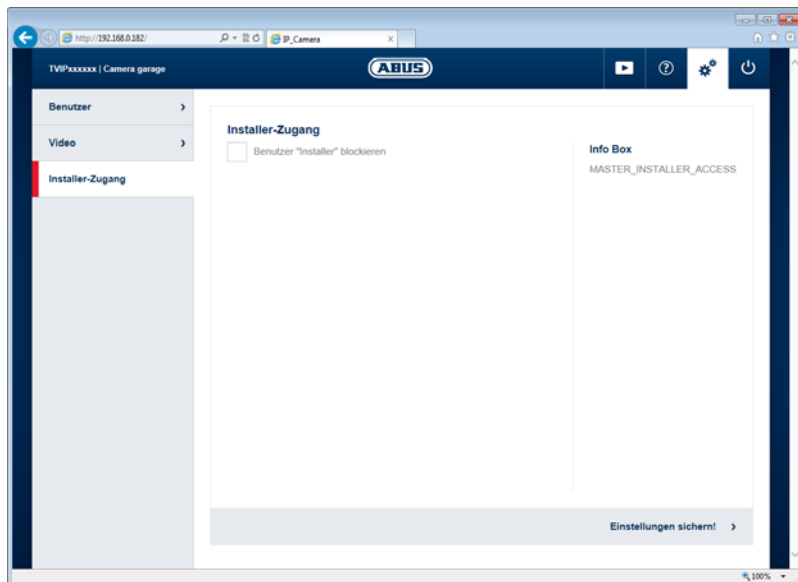 http://192.168.0.182/
IP_Camera
TVIPxxxxxx | Camera garage
ABUS
Benutzer
Video
Installer-Zugang
Installer-Zugang
Benutzer "Installer" blockieren
Info Box
MASTER_INSTALLER_ACCESS
Einstellungen sichern!
100%